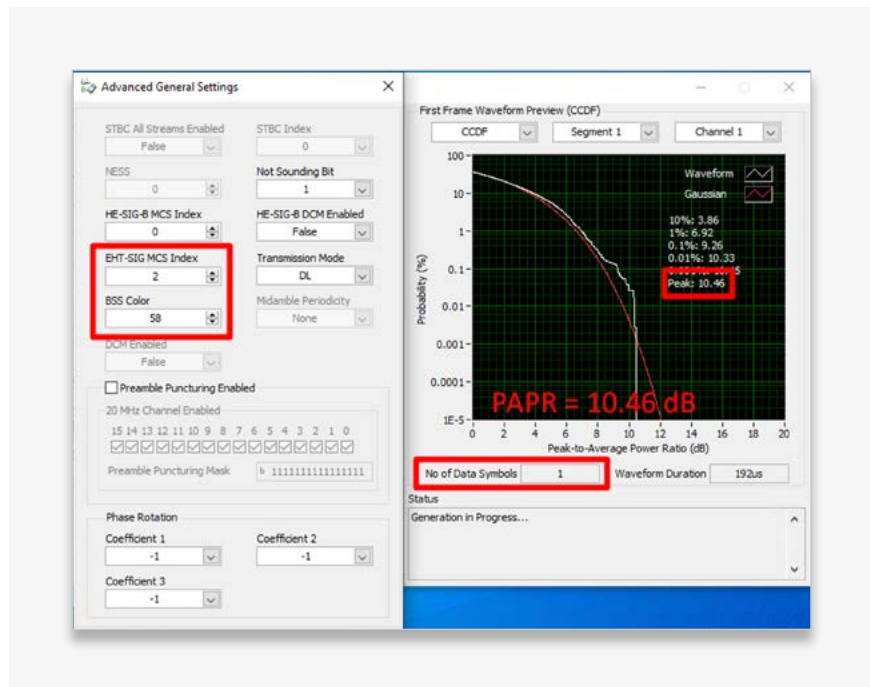 Advanced General Settings
STBC All Streams Enabled
False
STBC Index
0
NESS
0
Not Sounding Bit
1
HE-SIG-B MCS Index
0
HE-SIG-B DCM Enabled
False
EHT-SIG MCS Index
2
Transmission Mode
DL
BSS Color
58
Midamble Periodicity
None
DCM Enabled
False
Preamble Puncturing Enabled
20 MHz Channel Enabled
15 14 13 12 11 10 9 8 7 6 5 4 3 2 1 0
Preamble Puncturing Mask
b 1111111111111111
Phase Rotation
Coefficient 1
-1
Coefficient 2
-1
Coefficient 3
-1
First Frame Waveform Preview (CCDF)
CCDF
Segment 1
Channel 1
Waveform
Gaussian
10%: 3.86
1%: 6.92
0.1%: 9.26
0.01%: 10.33
Peak: 10.46
Probability (%)
100
10
1
0.1
0.01
0.001
0.0001
1E-5
PAPR = 10.46 dB
0 2 4 6 8 10 12 14 16 18 20
Peak-to-Average Power Ratio (dB)
No of Data Symbols 1
Waveform Duration 192us
Status
Generation in Progress...